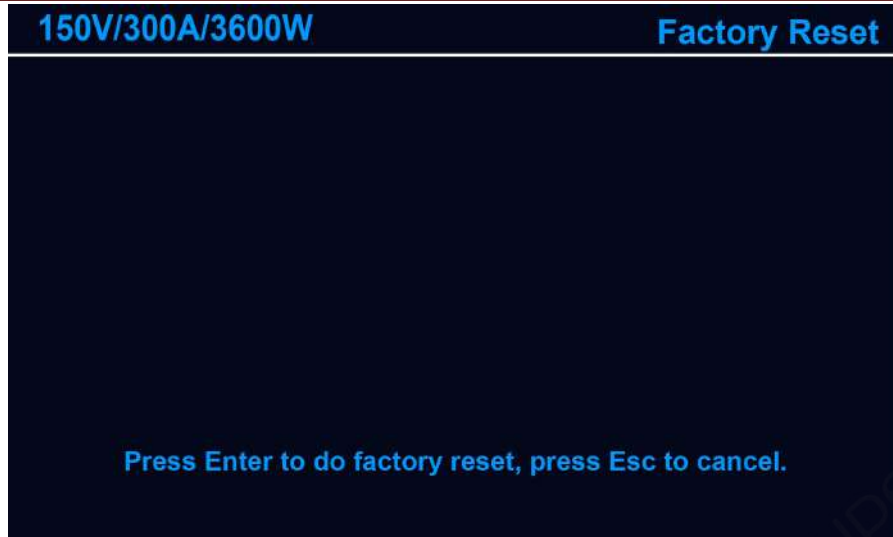 150V/300A/3600W Factory Reset
Press Enter to do factory reset, press Esc to cancel.